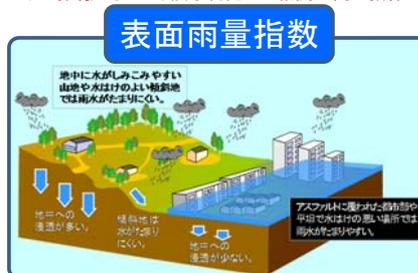 表面雨量指数
地中に水がしみこみやすい
山地や水はけのよい傾斜地
では雨水がたまりにくい。
アスファルトに覆われた都市部や
平坦で水はけの悪い場所では
雨水がたまりやすい。
地中への
浸透が多い。
傾斜地は
水がたまり
にくい。
地中への
浸透が少ない。